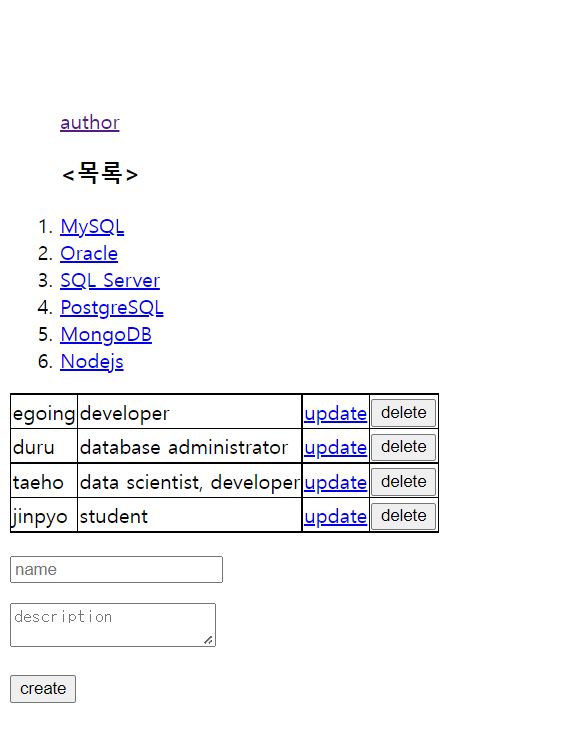 author
<목록>
1. MySQL
2. Oracle
3. SQL Server
4. PostgreSQL
5. MongoDB
6. Nodejs
egoing developer update delete
duru database administrator update delete
taeho data scientist, developer update delete
jinpyo student update delete
name
description
create